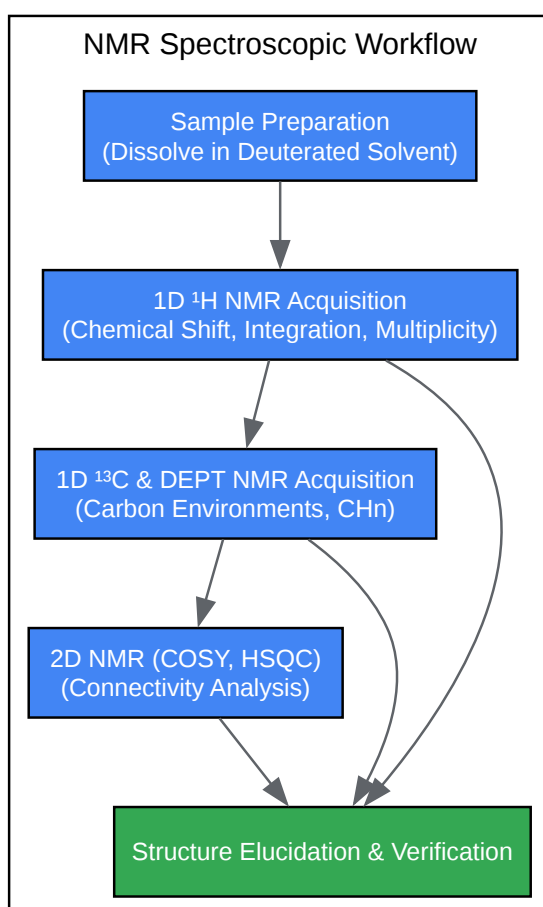 NMR Spectroscopic Workflow
Sample Preparation
(Dissolve in Deuterated Solvent)
1D ¹H NMR Acquisition
(Chemical Shift, Integration, Multiplicity)
1D ¹³C & DEPT NMR Acquisition
(Carbon Environments, CHn)
2D NMR (COSY, HSQC)
(Connectivity Analysis)
Structure Elucidation & Verification